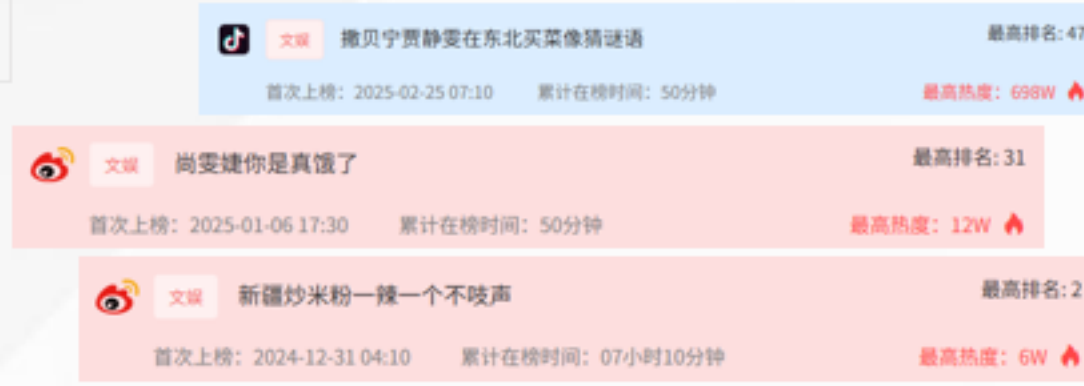 文娱 撒贝宁贾静雯在东北买菜像猜谜语 最高排名: 47
首次上榜：2025-02-25 07:10 累计在榜时间：50分钟 最高热度：698W
文娱 尚雯婕你是真饿了 最高排名: 31
首次上榜：2025-01-06 17:30 累计在榜时间：50分钟 最高热度：12W
文娱 新疆炒米粉一辣一个不吱声 最高排名: 2
首次上榜：2024-12-31 04:10 累计在榜时间：07小时10分钟 最高热度：6W